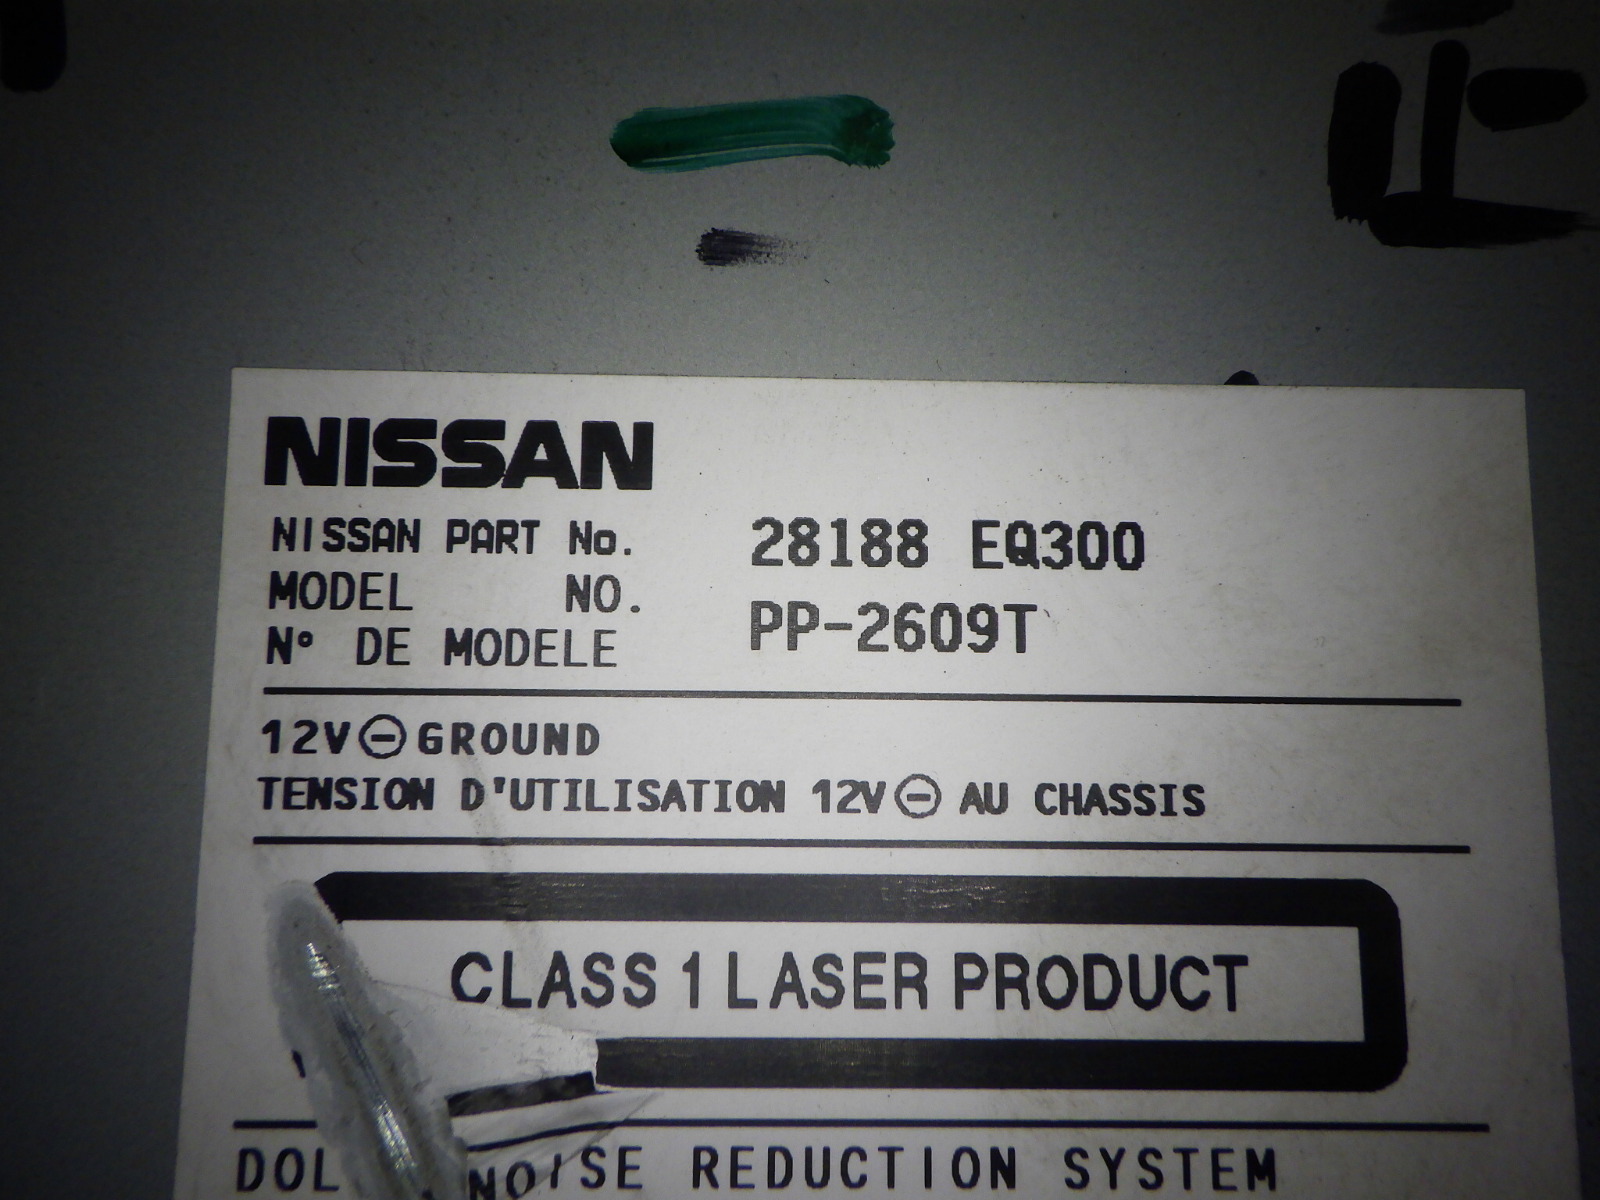 NISSAN
NISSAN PART No. 28188 EQ300
MODEL NO. PP-2609T
N° DE MODELE
12V⊖GROUND
TENSION D'UTILISATION 12V⊖ AU CHASSIS
CLASS 1 LASER PRODUCT
NOISE REDUCTION SYSTEM